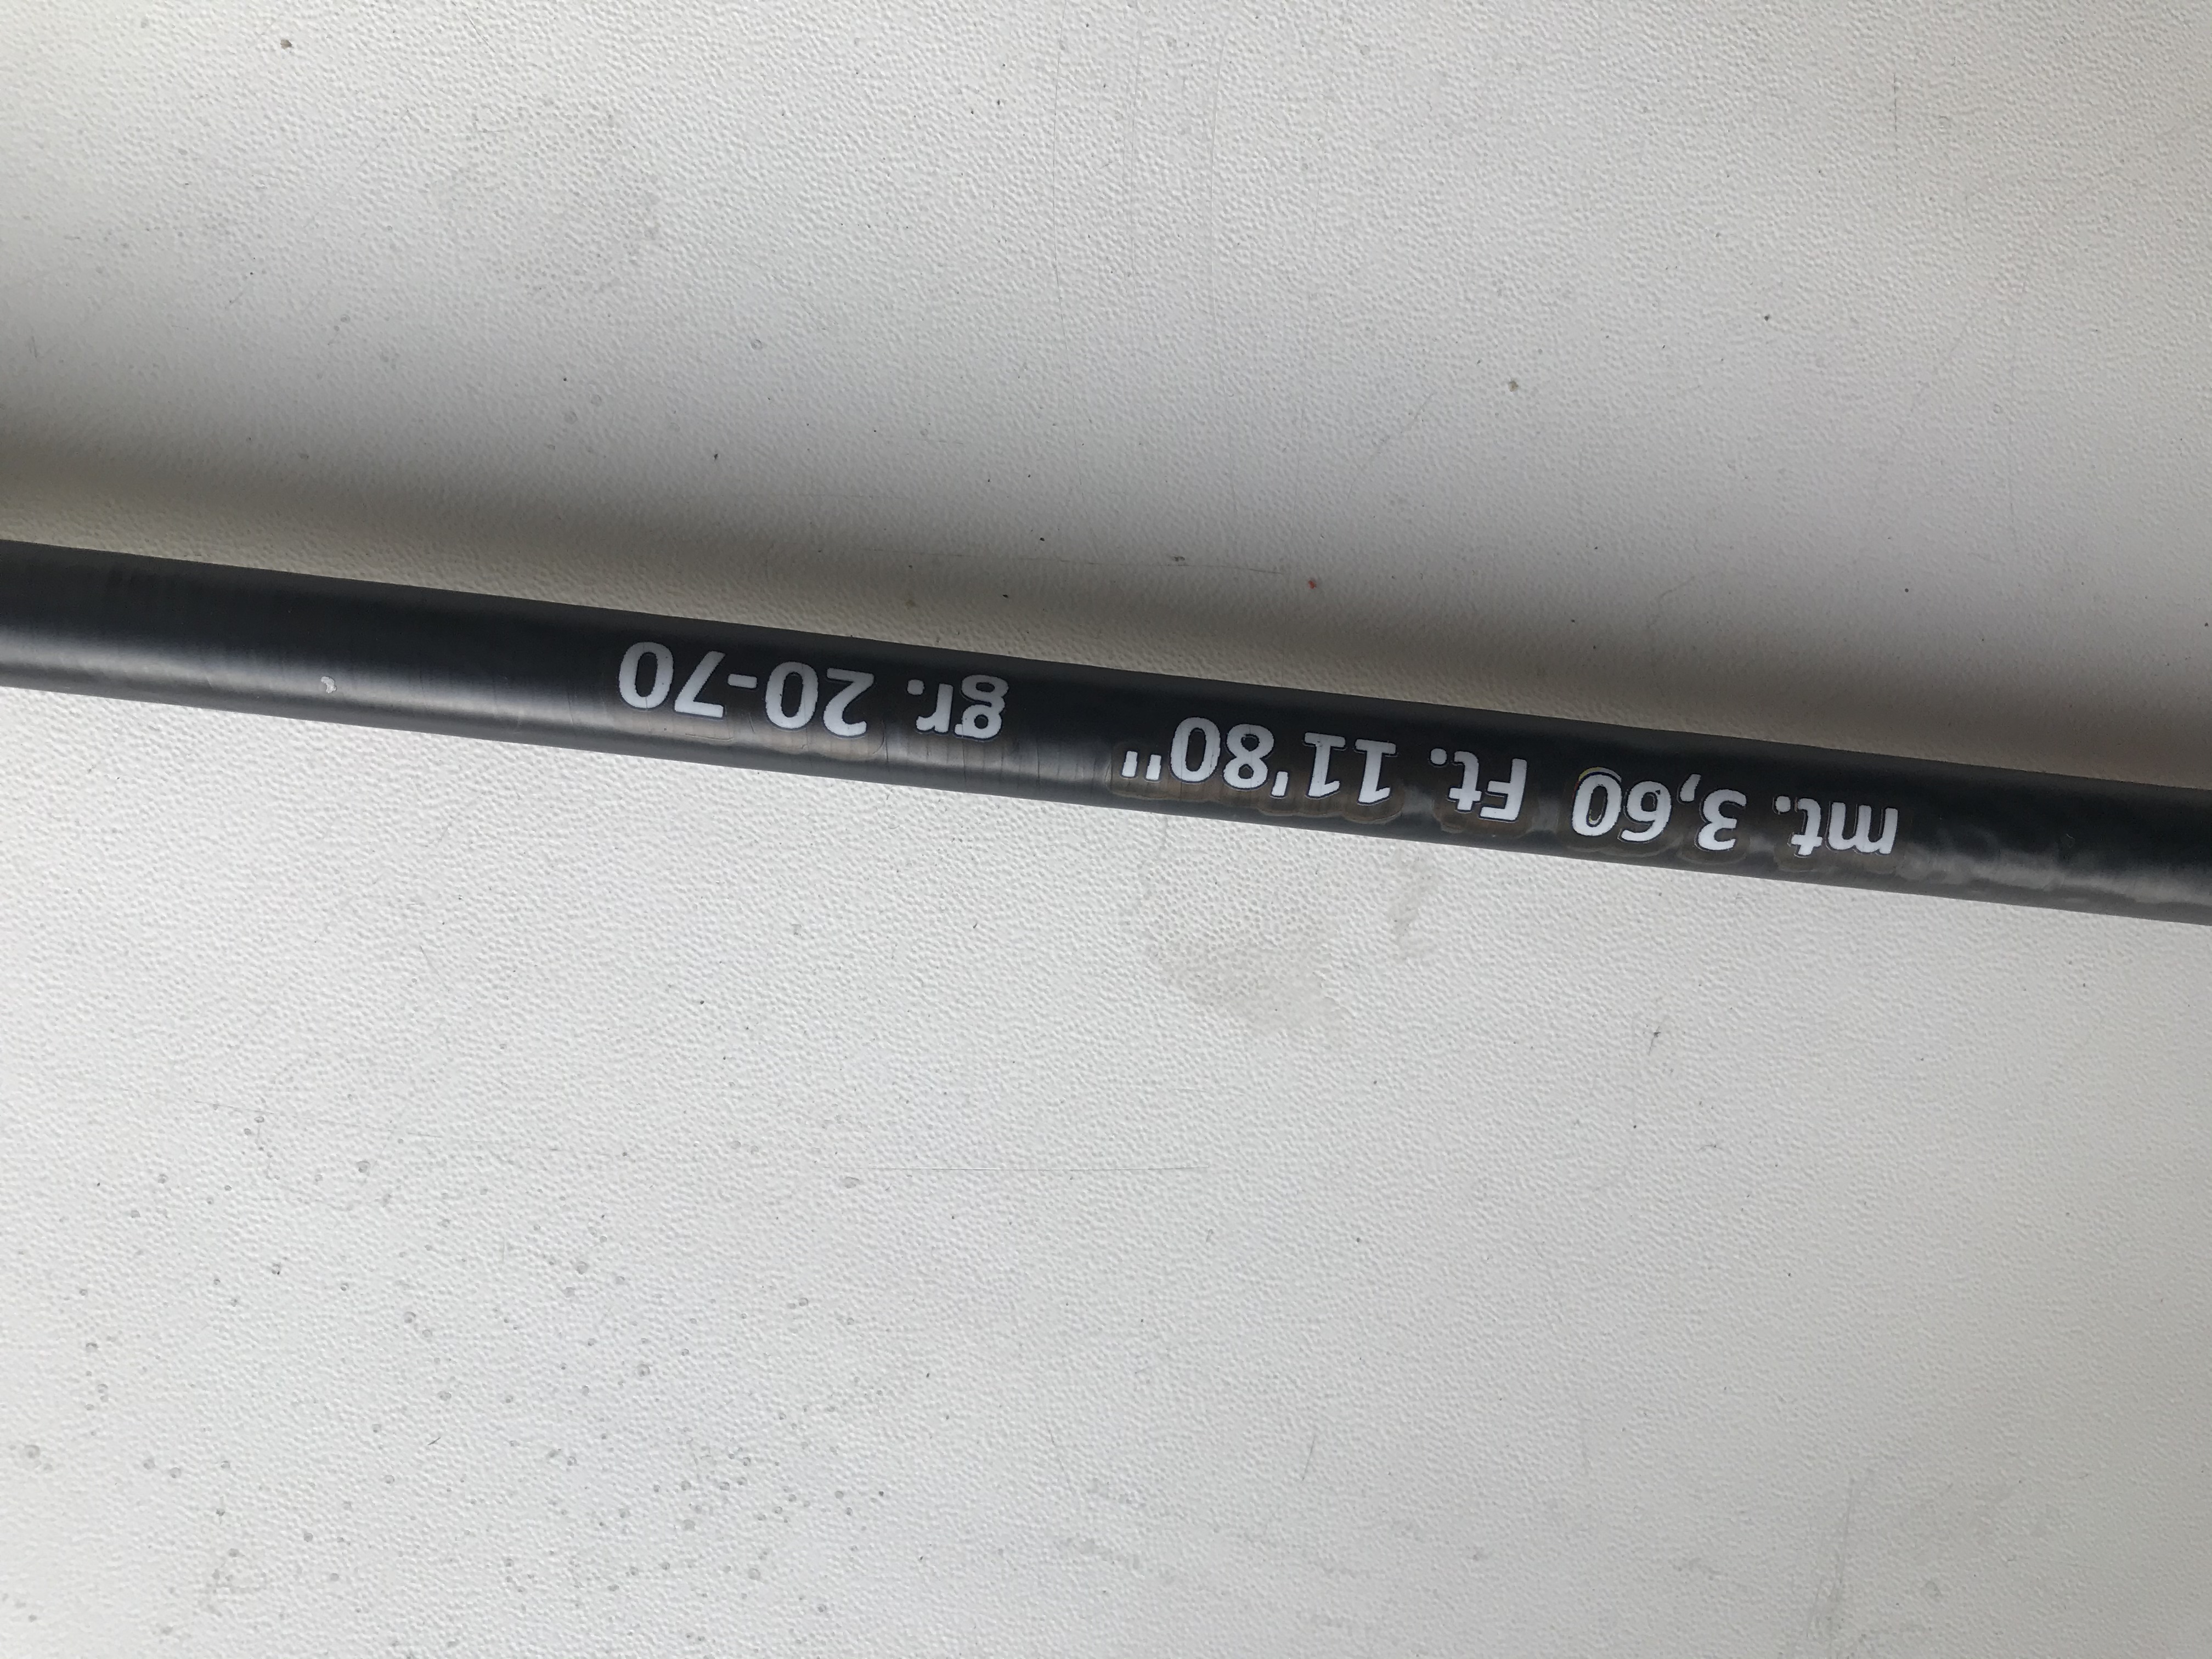 mt. 3,60 Ft. 11'80" gr. 20-70